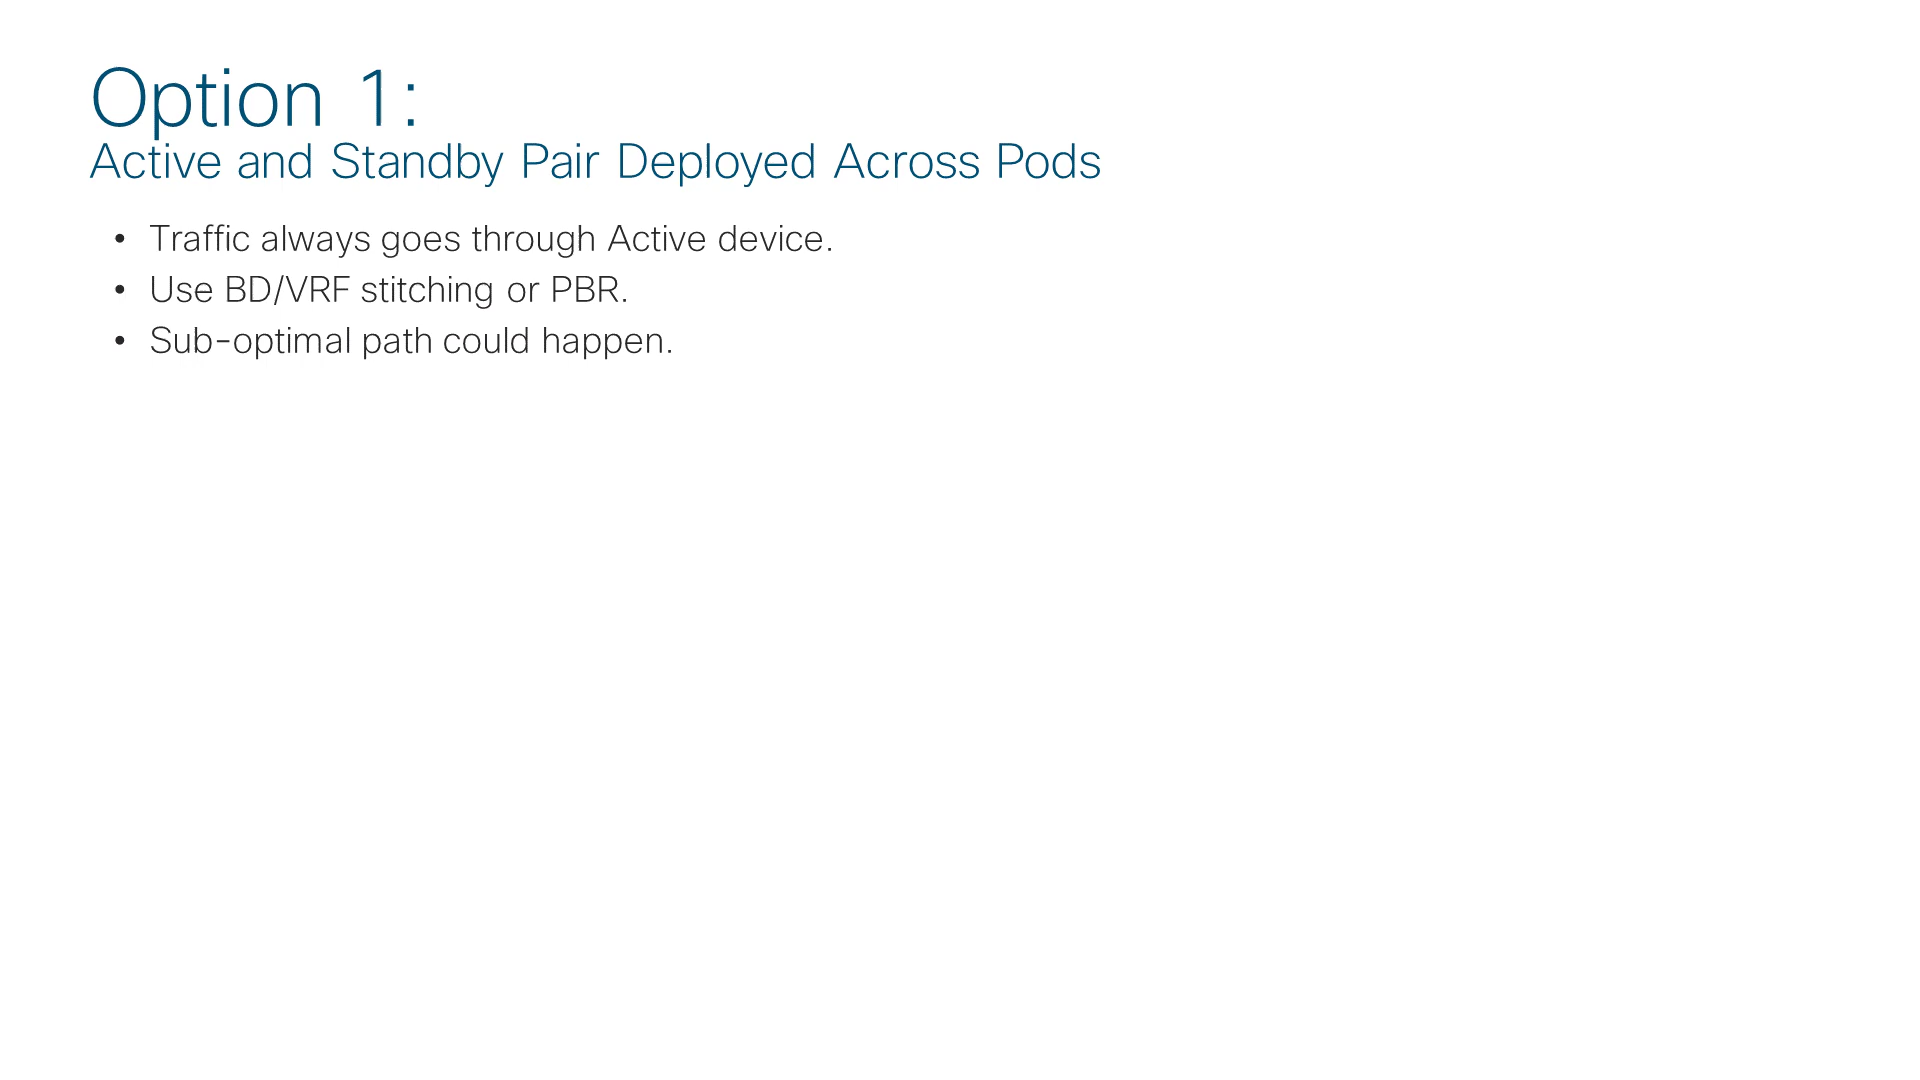 Option 1:
Active and Standby Pair Deployed Across Pods
• Traffic always goes through Active device.
• Use BD/VRF stitching or PBR.
• Sub-optimal path could happen.